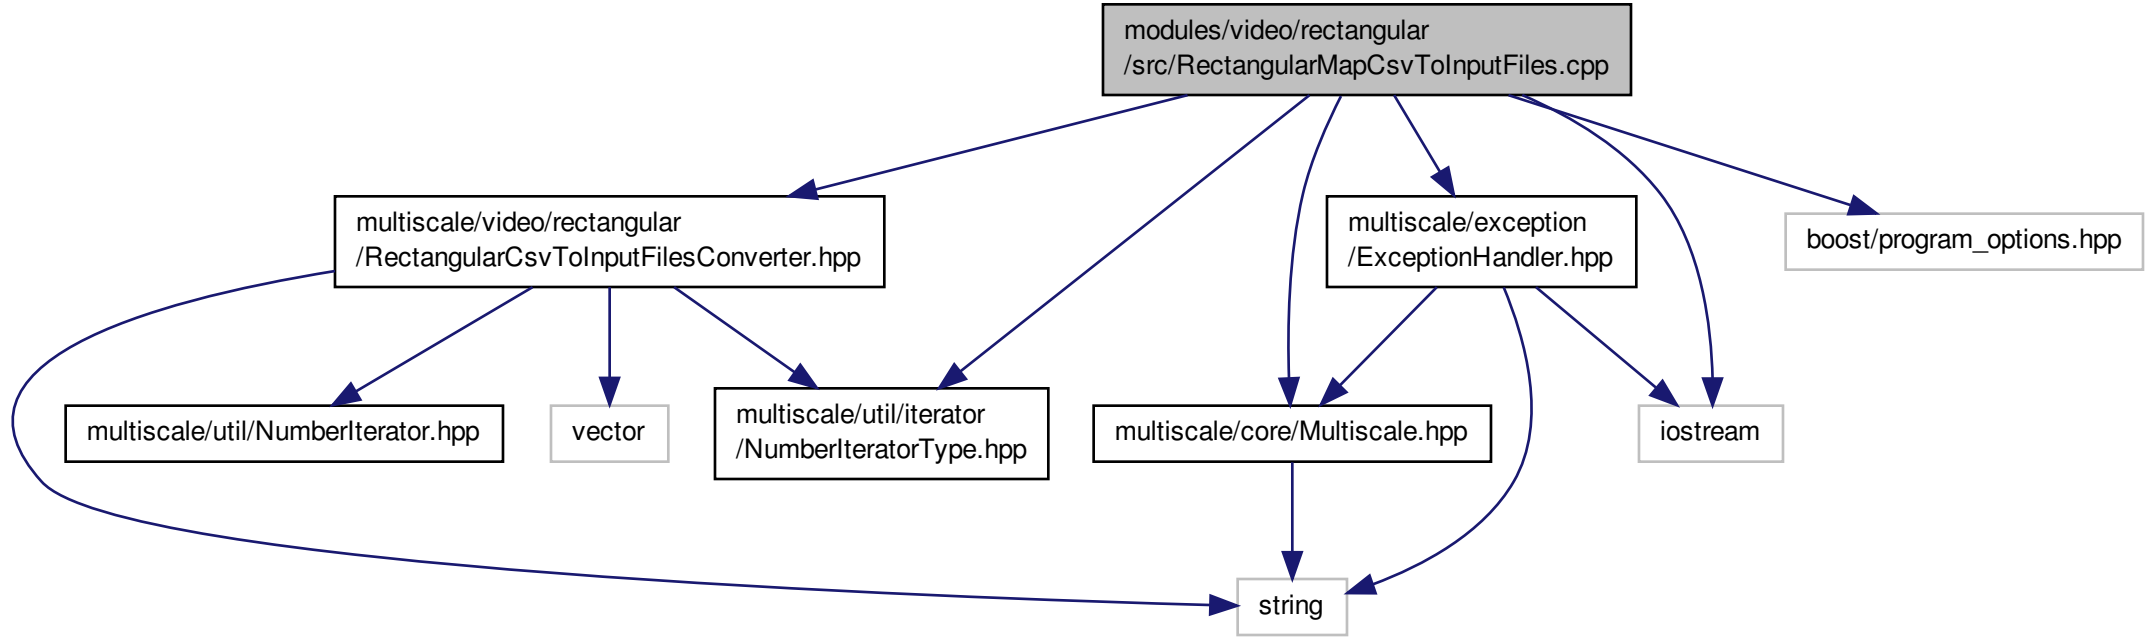 modules/video/rectangular
/src/RectangularMapCsvToInputFiles.cpp
multiscale/video/rectangular
/RectangularCsvToInputFilesConverter.hpp
multiscale/exception
/ExceptionHandler.hpp
boost/program_options.hpp
multiscale/util/NumberIterator.hpp
vector
multiscale/util/iterator
/NumberIteratorType.hpp
multiscale/core/Multiscale.hpp
iostream
string